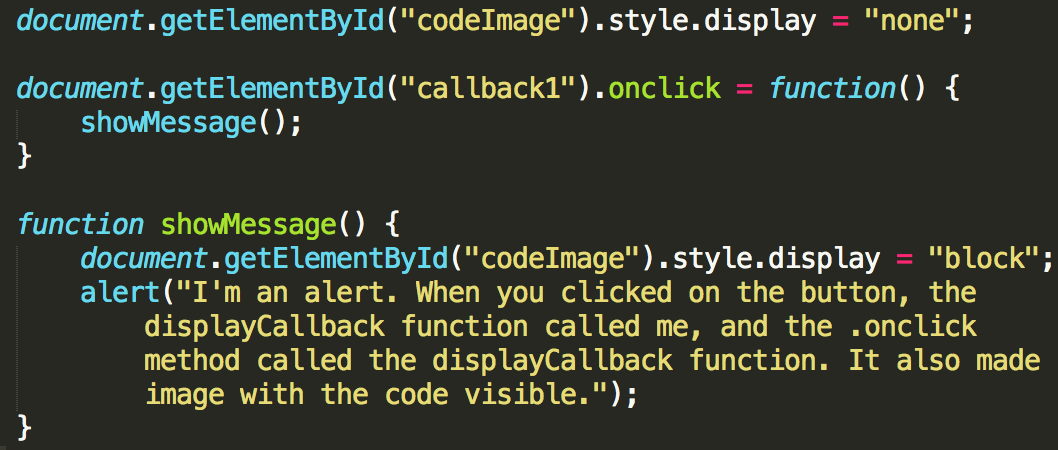 document.getElementById("codeImage").style.display = "none";
document.getElementById("callback1").onclick = function() {
showMessage();
}
function showMessage() {
document.getElementById("codeImage").style.display = "block";
alert("I'm an alert. When you clicked on the button, the
displayCallback function called me, and the .onclick
method called the displayCallback function. It also made
image with the code visible.");
}